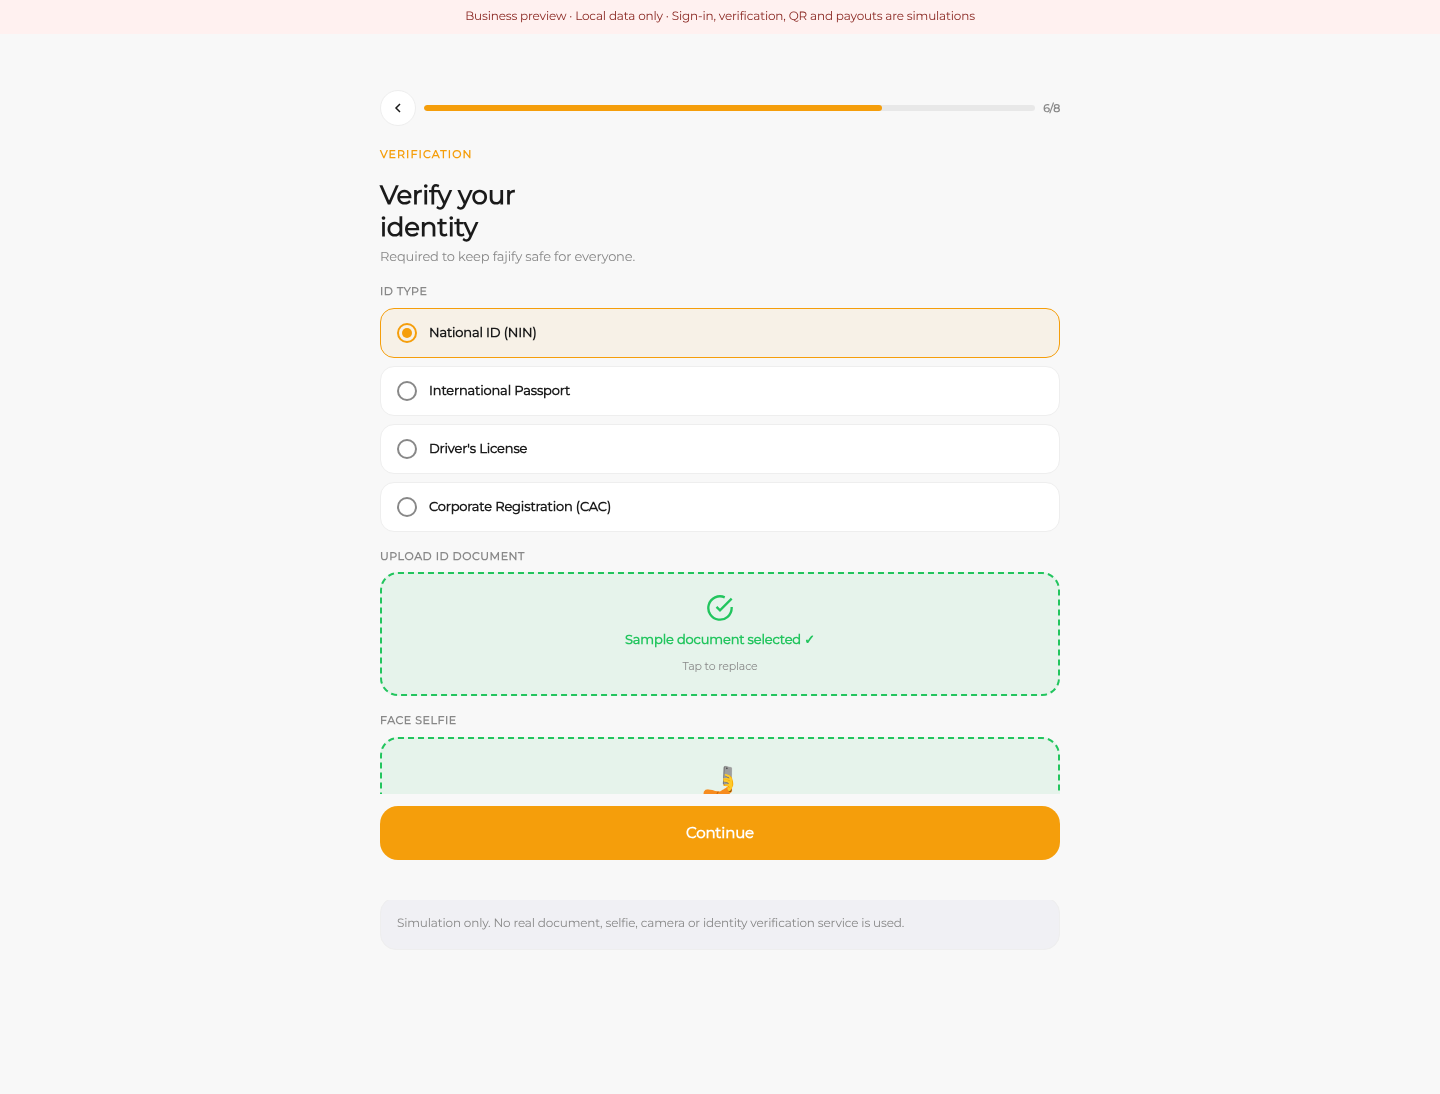 Business preview · Local data only · Sign-in, verification, QR and payouts are simulations
6/8
VERIFICATION
Verify your
identity
Required to keep fajify safe for everyone.
ID TYPE
National ID (NIN)
International Passport
Driver's License
Corporate Registration (CAC)
UPLOAD ID DOCUMENT
Sample document selected ✓
Tap to replace
FACE SELFIE
Continue
Simulation only. No real document, selfie, camera or identity verification service is used.